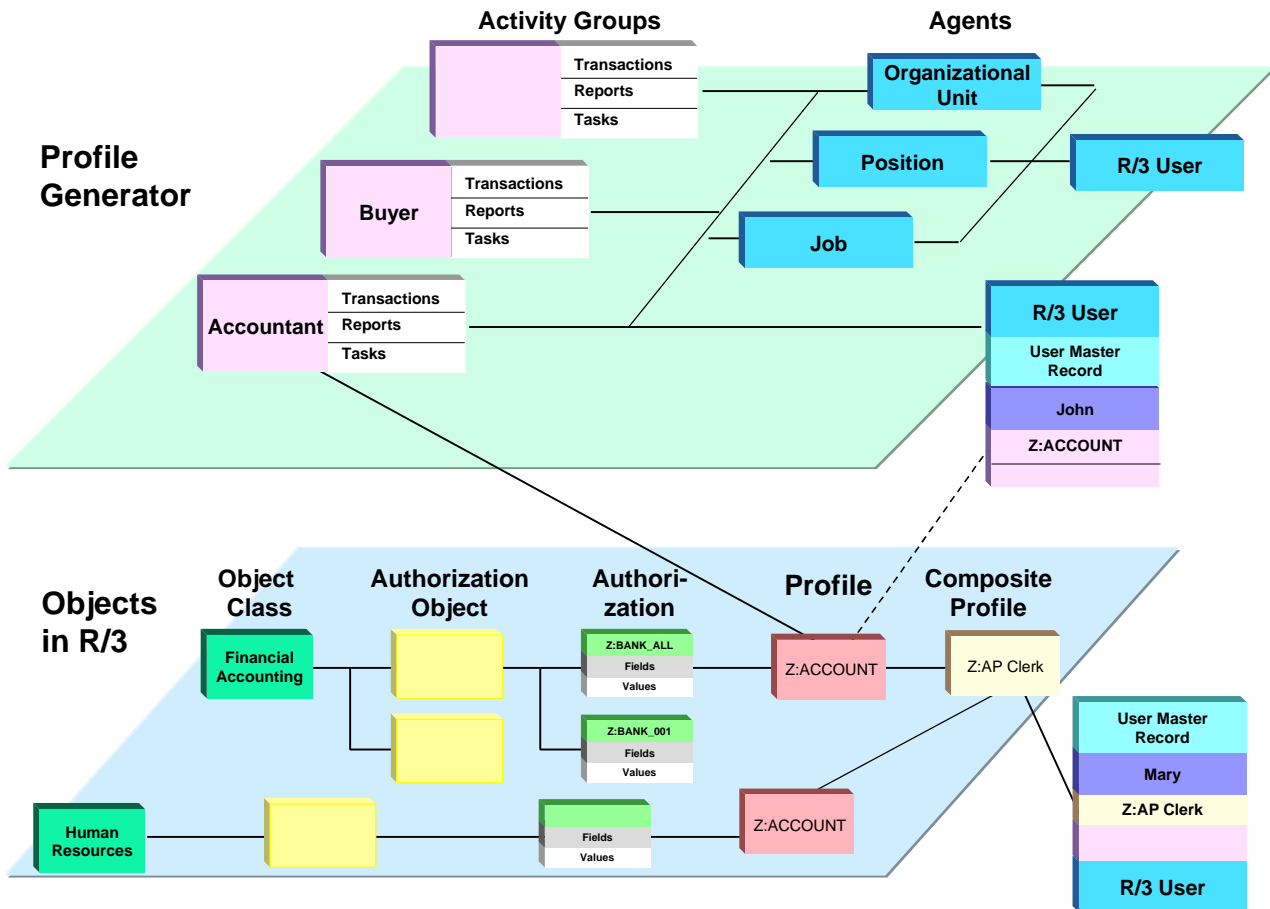 Activity Groups
Agents
Profile
Generator
Transactions
Reports
Tasks
Organizational
Unit
Buyer
Transactions
Reports
Tasks
Position
R/3 User
Job
Accountant
Transactions
Reports
Tasks
R/3 User
User Master
Record
John
Z:ACCOUNT
Objects
in R/3
Object
Class
Authorization
Object
Authori-
zation
Profile
Composite
Profile
Financial
Accounting
Z:BANK_ALL
Fields
Values
Z:ACCOUNT
Z:AP Clerk
Z:BANK_001
Fields
Values
User Master
Record
Mary
Z:AP Clerk
R/3 User
Human
Resources
Fields
Values
Z:ACCOUNT